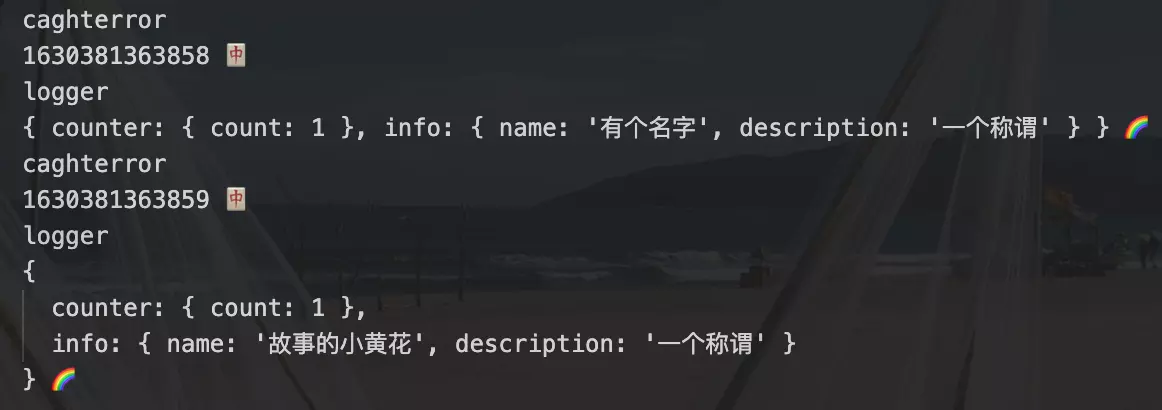 caghterror
1630381363858 🀄
logger
{ counter: { count: 1 }, info: { name: '有个名字', description: '一个称谓' } } 🌈
caghterror
1630381363859 🀄
logger
{
  counter: { count: 1 },
  info: { name: '故事的小黄花', description: '一个称谓' }
} 🌈